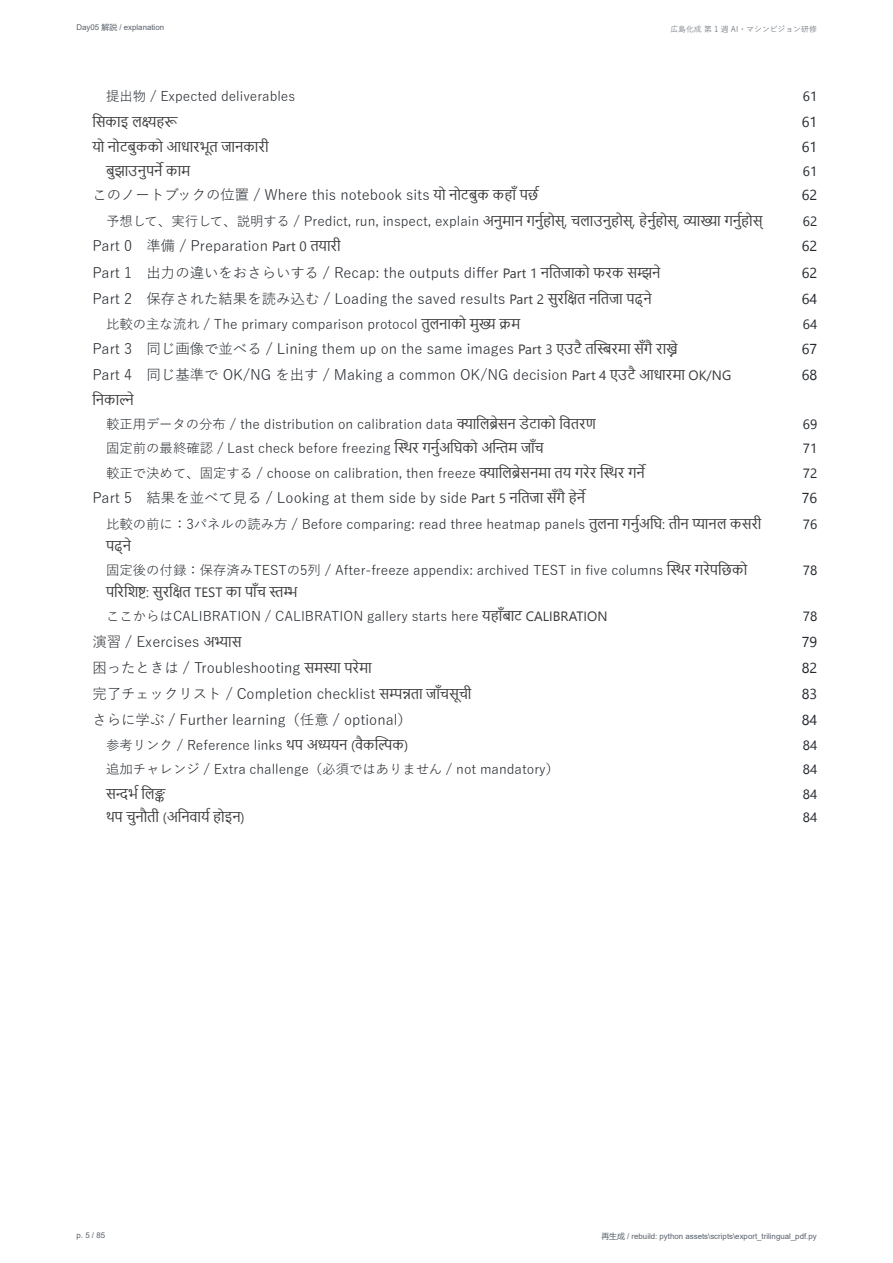 Day05 解説 / explanation
広島化成 第 1 週 AI・マシンビジョン研修
提出物 / Expected deliverables 61
सिकाइ लक्ष्यहरू 61
यो नोटबुकको आधारभूत जानकारी 61
बुझाउनुपर्ने काम 61
このノートブックの位置 / Where this notebook sits यो नोटबुक कहाँ पर्छ 62
予想して、実行して、説明する / Predict, run, inspect, explain अनुमान गर्नुहोस्, चलाउनुहोस्, हेर्नुहोस्, व्याख्या गर्नुहोस् 62
Part 0 準備 / Preparation Part 0 तयारी 62
Part 1 出力の違いをおさらいする / Recap: the outputs differ Part 1 नतिजाको फरक सम्झने 62
Part 2 保存された結果を読み込む / Loading the saved results Part 2 सुरक्षित नतिजा पढ्ने 64
比較の主な流れ / The primary comparison protocol तुलनाको मुख्य क्रम 64
Part 3 同じ画像で並べる / Lining them up on the same images Part 3 एउटै तस्बिरमा सँगै राख्ने 67
Part 4 同じ基準で OK/NG を出す / Making a common OK/NG decision Part 4 एउटै आधारमा OK/NG 68
निकाल्ने
較正用データの分布 / the distribution on calibration data क्यालिब्रेसन डेटाको वितरण 69
固定前の最終確認 / Last check before freezing स्थिर गर्नुअघिको अन्तिम जाँच 71
較正で決めて、固定する / choose on calibration, then freeze क्यालिब्रेसनमा तय गरेर स्थिर गर्ने 72
Part 5 結果を並べて見る / Looking at them side by side Part 5 नतिजा सँगै हेर्ने 76
比較の前に：3パネルの読み方 / Before comparing: read three heatmap panels तुलना गर्नुअघि: तीन प्यानल कसरी 76
पढ्ने
固定後の付録：保存済みTESTの5列 / After-freeze appendix: archived TEST in five columns स्थिर गरेपछिको 78
परिशिष्ट: सुरक्षित TEST का पाँच स्तम्भ
ここからはCALIBRATION / CALIBRATION gallery starts here यहाँबाट CALIBRATION 78
演習 / Exercises अभ्यास 79
困ったときは / Troubleshooting समस्या परेमा 82
完了チェックリスト / Completion checklist सम्पन्नता जाँचसूची 83
さらに学ぶ / Further learning（任意 / optional） 84
参考リンク / Reference links थप अध्ययन (वैकल्पिक) 84
追加チャレンジ / Extra challenge（必須ではありません / not mandatory） 84
सन्दर्भ लिङ्क 84
थप चुनौती (अनिवार्य होइन) 84
p. 5 / 85
再生成 / rebuild: python assets\scripts\export_trilingual_pdf.py